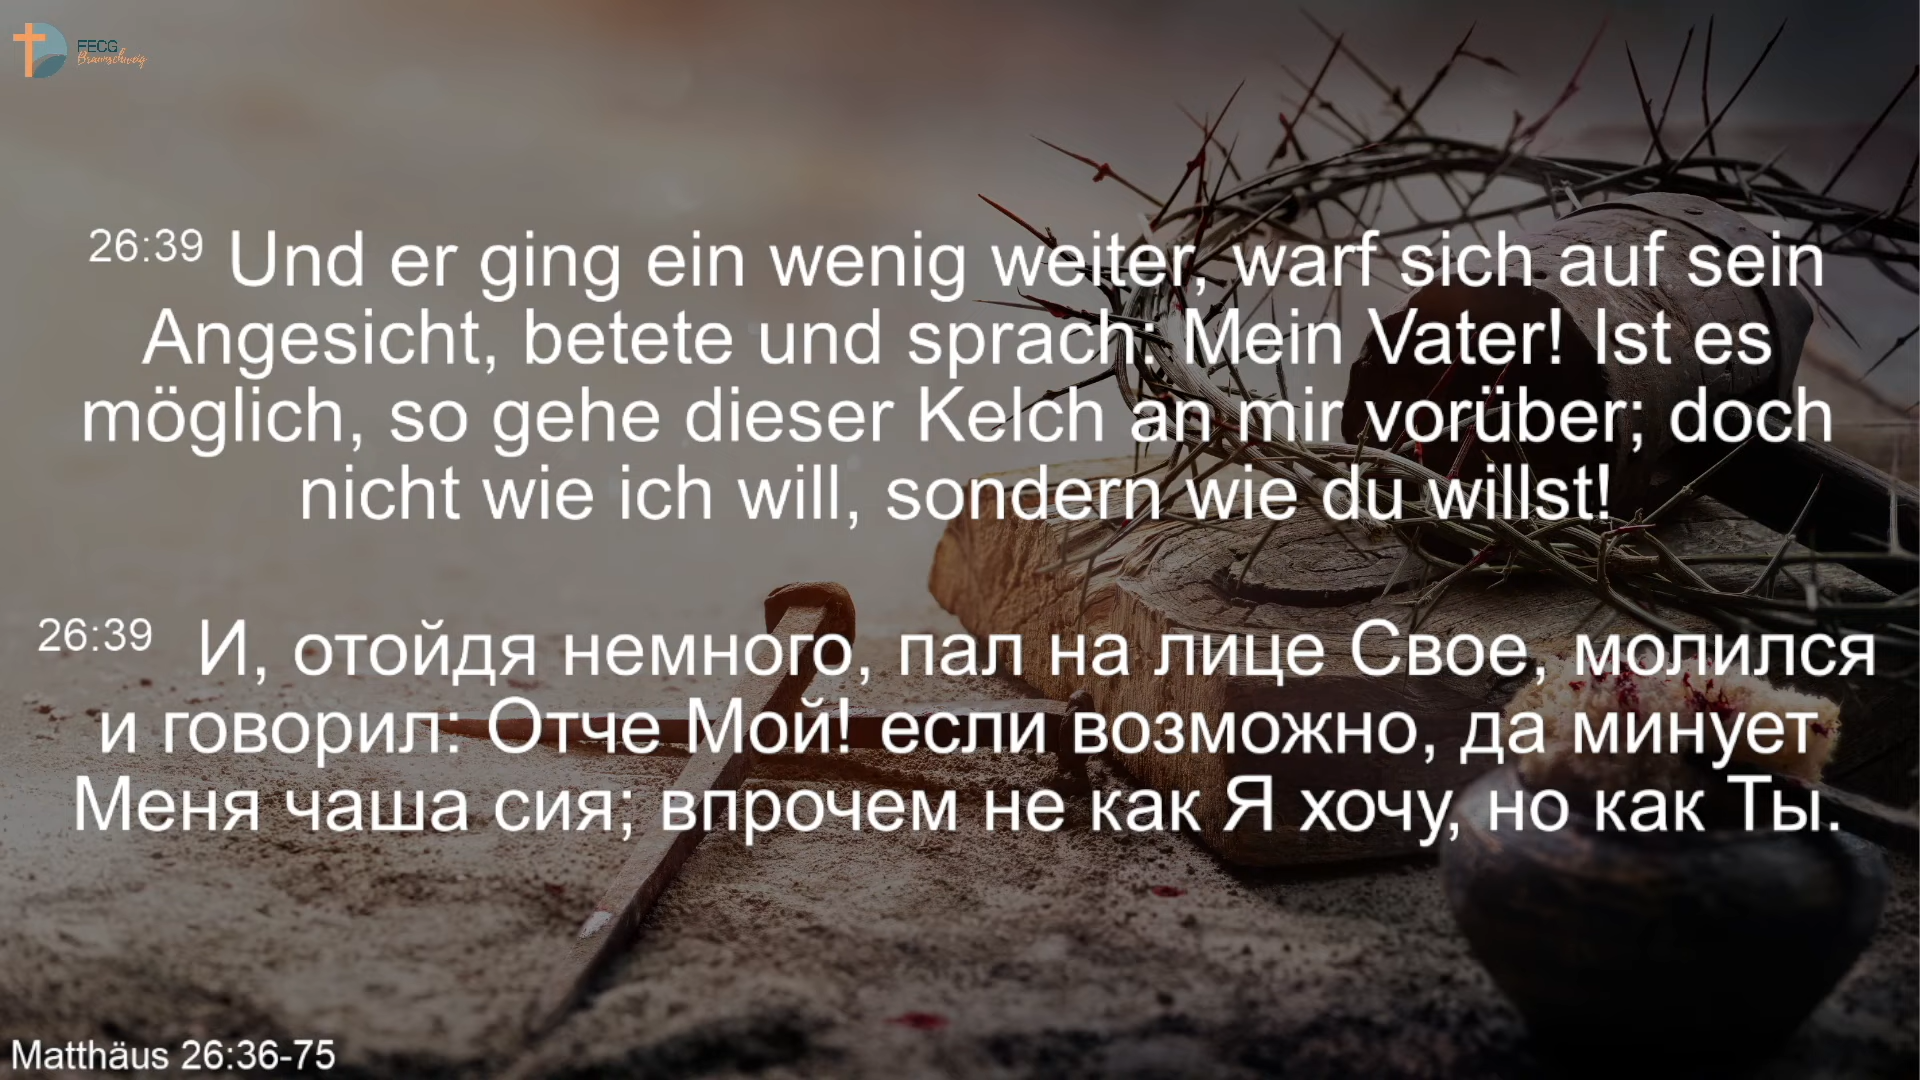 FECG
Braunschweig
26:39 Und er ging ein wenig weiter, warf sich auf sein
Angesicht, betete und sprach: Mein Vater! Ist es
möglich, so gehe dieser Kelch an mir vorüber; doch
nicht wie ich will, sondern wie du willst!
26:39 И, отойдя немного, пал на лице Свое, молился
и говорил: Отче Мой! если возможно, да минует
Меня чаша сия; впрочем не как Я хочу, но как Ты.
Matthäus 26:36-75